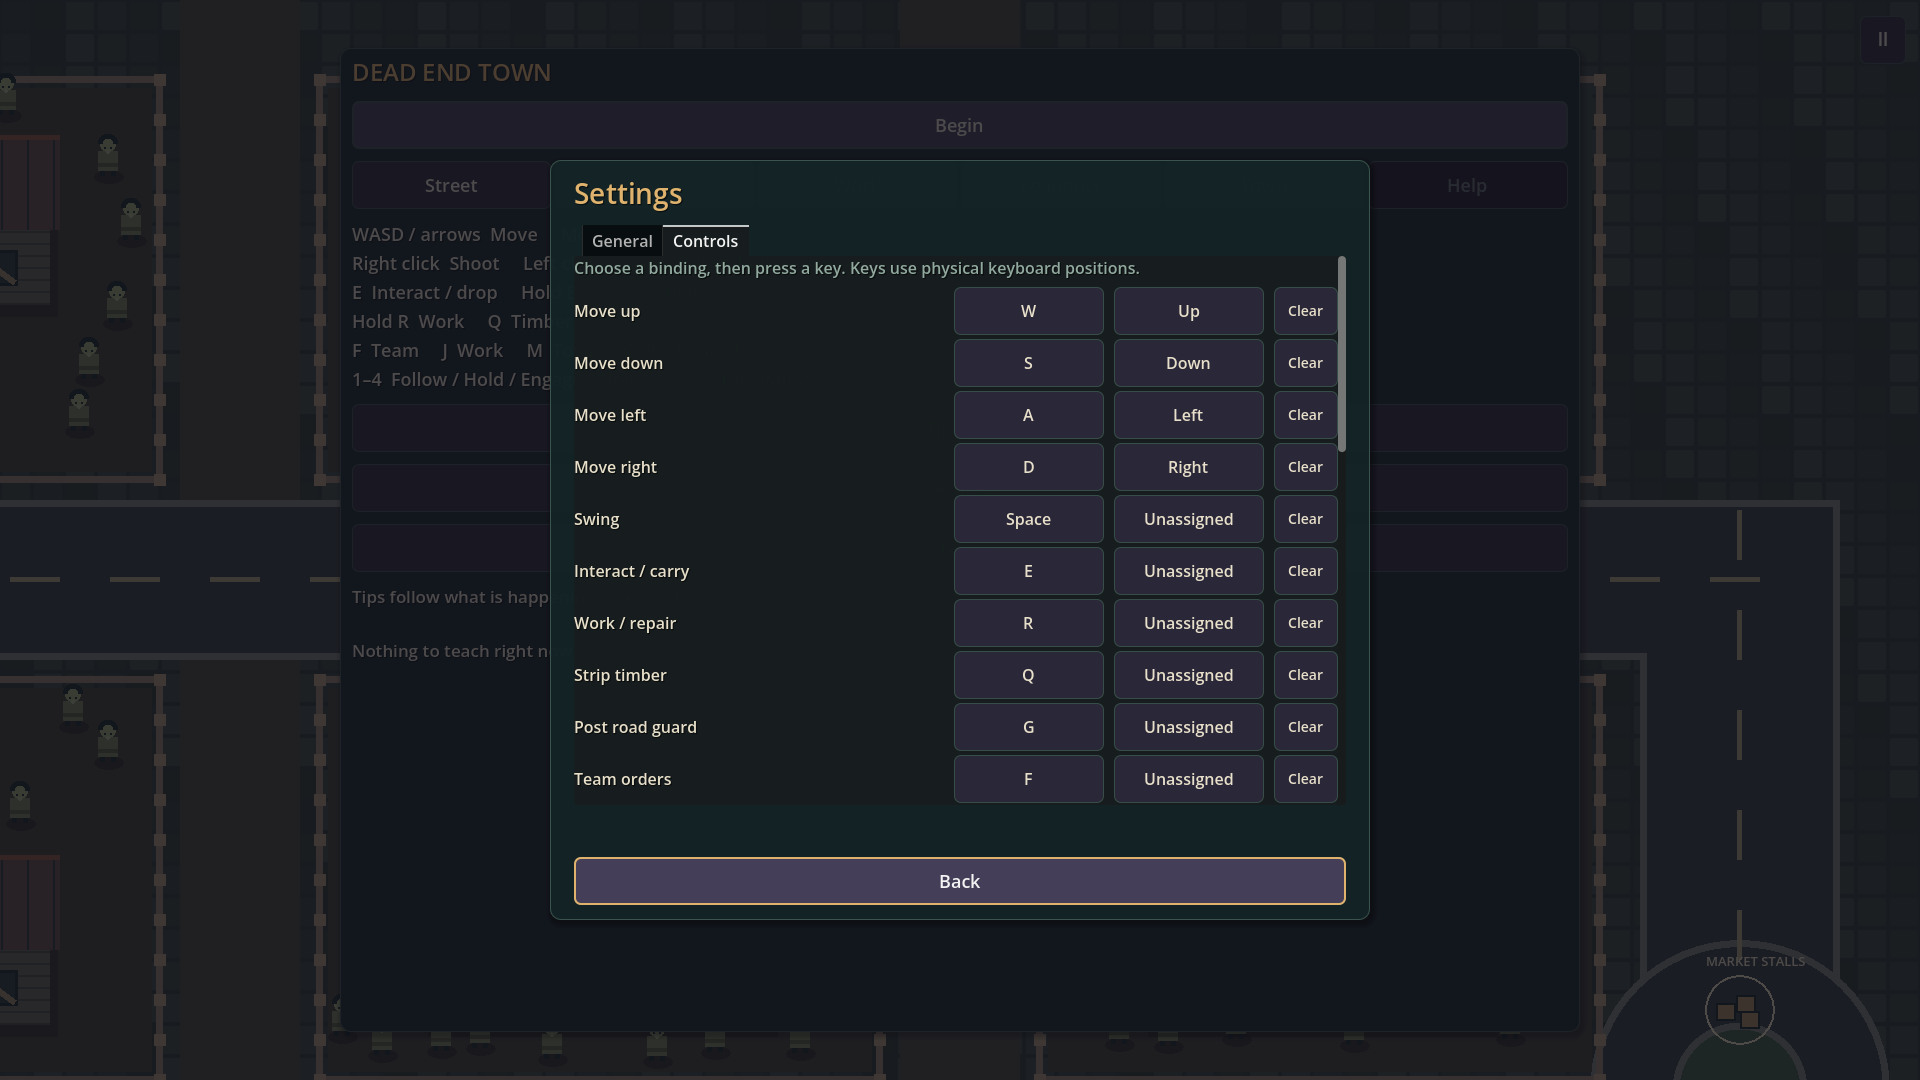 DEAD END TOWN
Begin
Street
Help
WASD / arrows Move
Right click Shoot
E Interact / drop
Hold R Work
F Team J Work M
1–4 Follow / Hold /
Tips follow what is
Nothing to teach right
Settings
General Controls
Choose a binding, then press a key. Keys use physical keyboard positions.
Move up W Up Clear
Move down S Down Clear
Move left A Left Clear
Move right D Right Clear
Swing Space Unassigned Clear
Interact / carry E Unassigned Clear
Work / repair R Unassigned Clear
Strip timber Q Unassigned Clear
Post road guard G Unassigned Clear
Team orders F Unassigned Clear
Back
MARKET STALLS